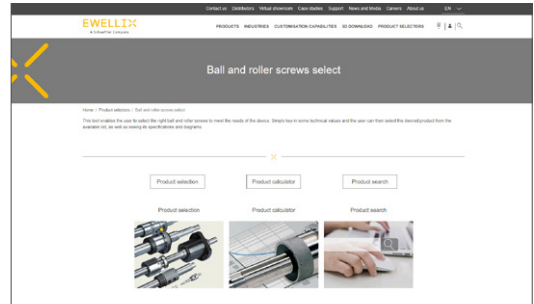 Contact us Distributors Virtual showroom Case studies Support News and Media Careers About us EN
EWELLIX
A Schaeffler Company
PRODUCTS INDUSTRIES CUSTOMISATION CAPABILITIES 3D DOWNLOAD PRODUCT SELECTORS
Ball and roller screws select
Home / Product selectors / Ball and roller screws select
This tool enables the user to select the right ball and roller screws to meet the needs of the device. Simply key in some technical values and the user can then select the desired product from the
available list, as well as seeing its specifications and diagrams.
Product selection Product calculator Product search
Product selection Product calculator Product search